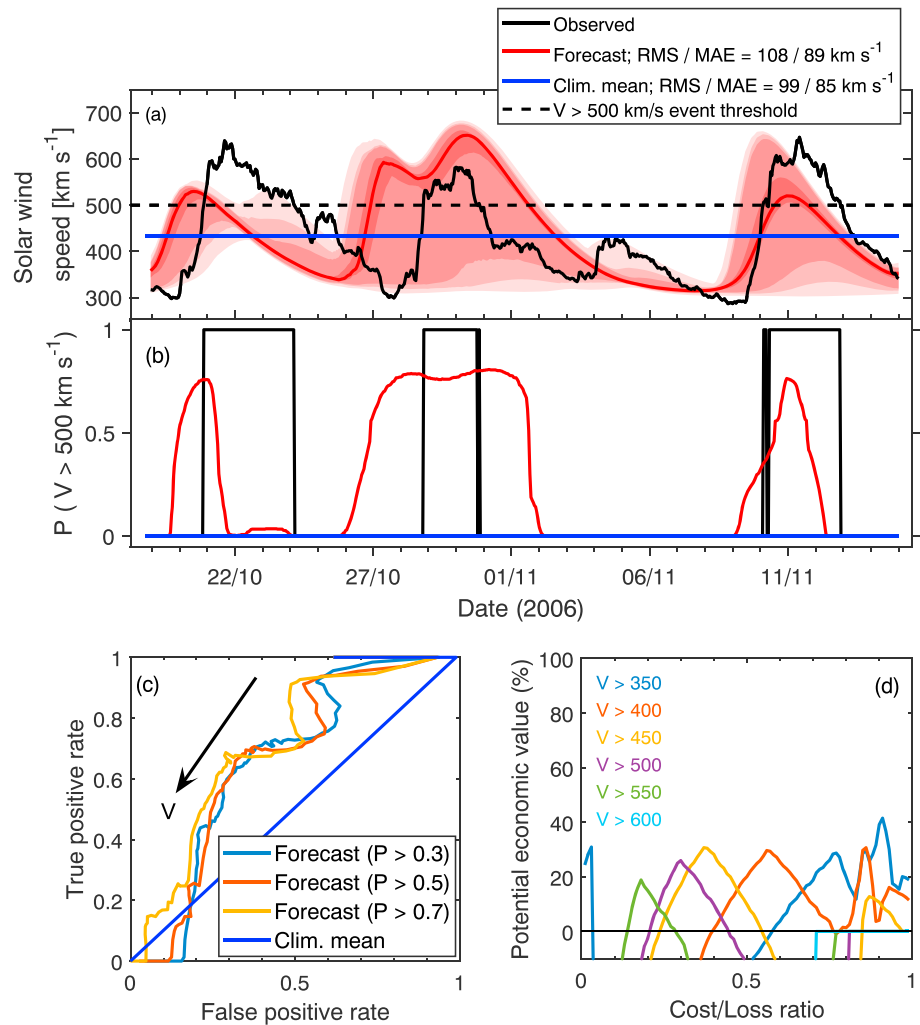 Observed
Forecast; RMS / MAE = 108 / 89 km s⁻¹
Clim. mean; RMS / MAE = 99 / 85 km s⁻¹
V > 500 km/s event threshold
(a)
Solar wind
speed [km s⁻¹]
700
600
500
400
300
(b)
P ( V > 500 km s⁻¹)
1
0.5
0
22/10
27/10
01/11
06/11
11/11
Date (2006)
(c)
True positive rate
1
0.8
0.6
0.4
0.2
0
V
Forecast (P > 0.3)
Forecast (P > 0.5)
Forecast (P > 0.7)
Clim. mean
0
0.5
1
False positive rate
(d)
Potential economic value (%)
100
80
60
40
20
0
V > 350
V > 400
V > 450
V > 500
V > 550
V > 600
0
0.5
1
Cost/Loss ratio